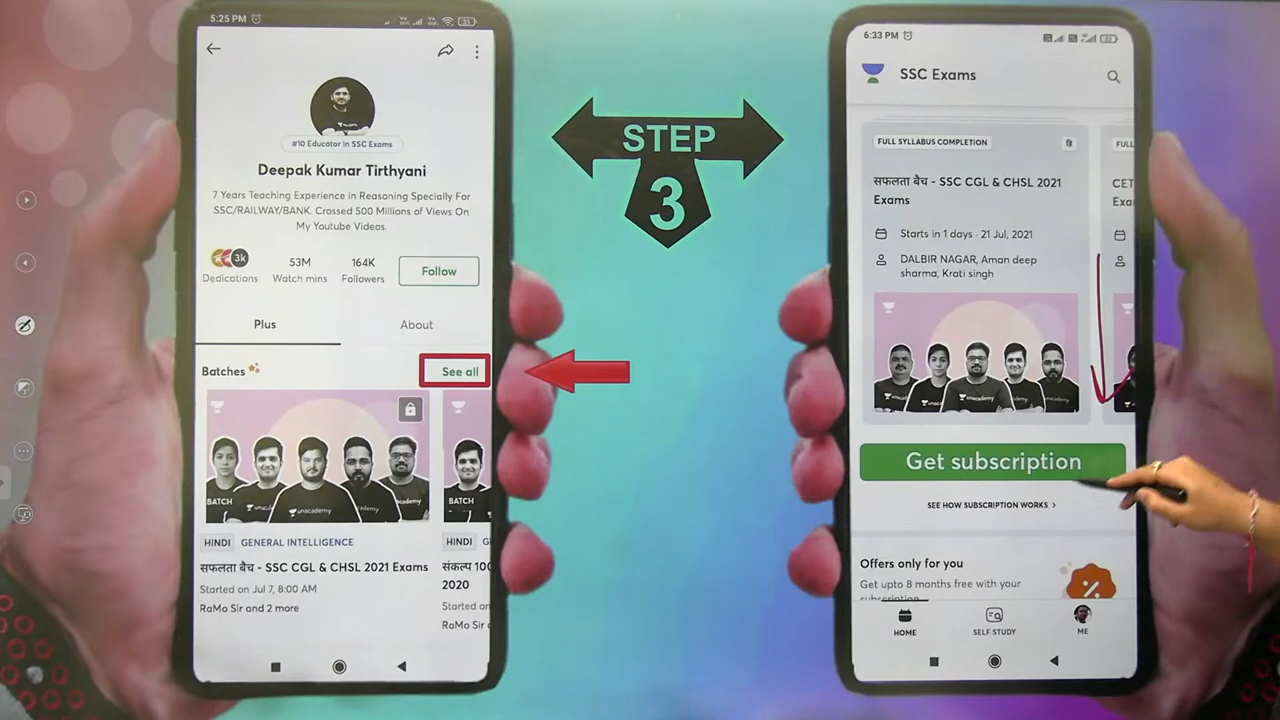 5:25 PM
33
#10 Educator in SSC Exams
Deepak Kumar Tirthyani
7 Years Teaching Experience in Reasoning Specially For
SSC/RAILWAY/BANK. Crossed 500 Millions of Views On
My Youtube Videos.
3k
Dedications
53M
Watch mins
164K
Followers
Follow
Plus
About
Batches
See all
BATCH
unacademy
academy
BATCH
HINDI GENERAL INTELLIGENCE
सफलता बैच - SSC CGL & CHSL 2021 Exams
Started on Jul 7, 8:00 AM
RaMo Sir and 2 more
HINDI G
संकल्प 100
2020
Started on
RaMo Sir
STEP
3
6:33 PM
SSC Exams
FULL SYLLABUS COMPLETION
हि
सफलता बैच - SSC CGL & CHSL 2021
Exams
Starts in 1 days · 21 Jul, 2021
DALBIR NAGAR, Aman deep
sharma, Krati singh
unacademy
FULL
CET
Exa
Get subscription
SEE HOW SUBSCRIPTION WORKS >
Offers only for you
Get upto 8 months free with your
subscription
%
HOME
SELF STUDY
ME